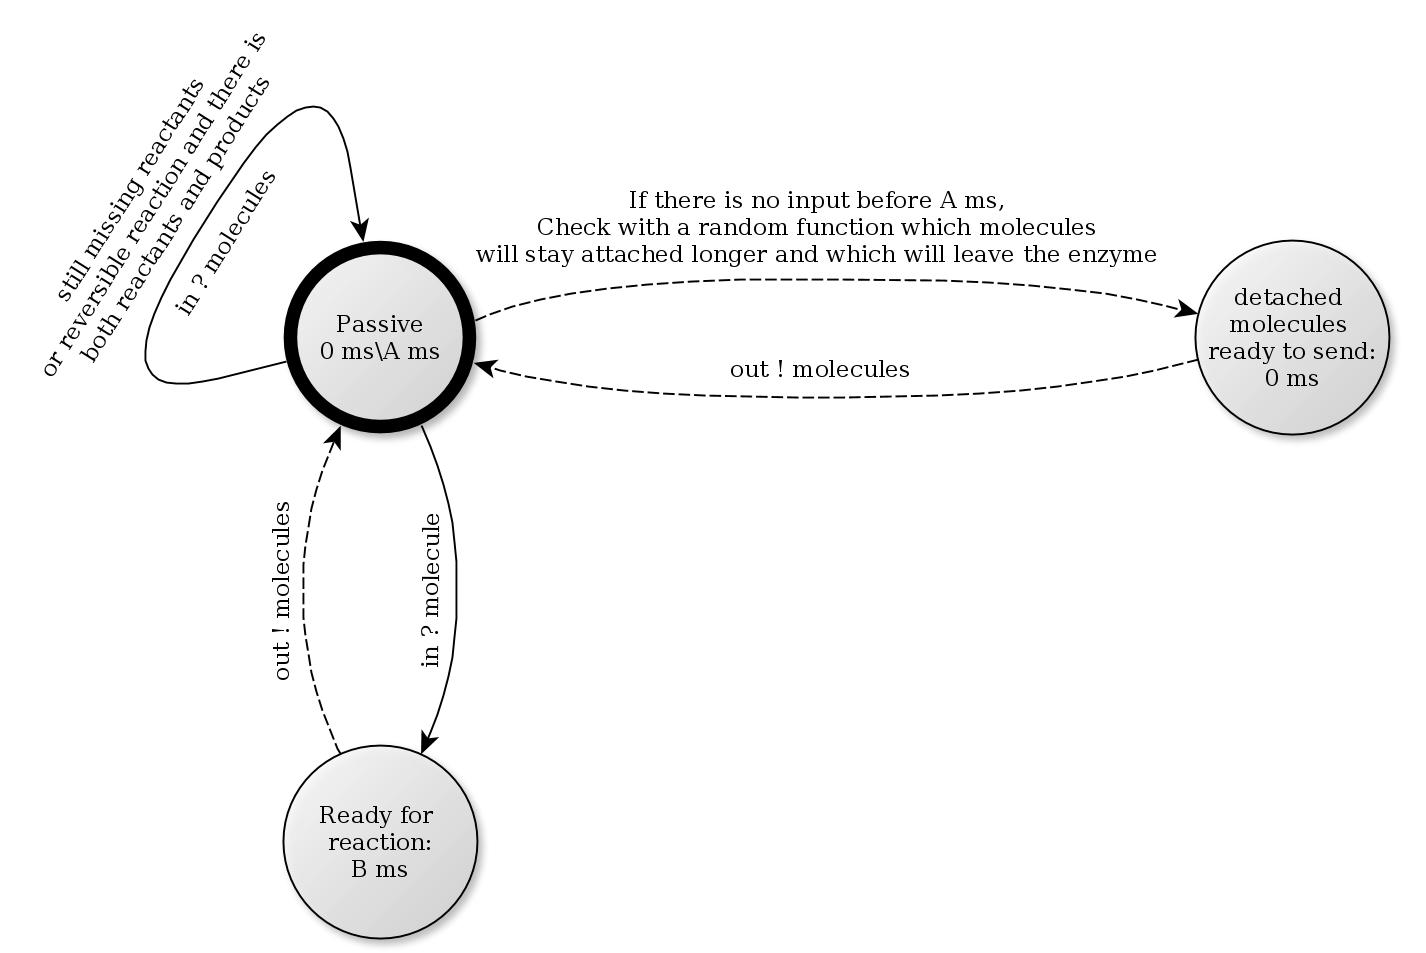 still missing reactants
or reversible reaction and there is
both reactants and products
in ? molecules
If there is no input before A ms,
Check with a random function which molecules
will stay attached longer and which will leave the enzyme
Passive
0 ms\A ms
detached
molecules
ready to send:
0 ms
out ! molecules
out ! molecules
in ? molecule
Ready for
reaction:
B ms